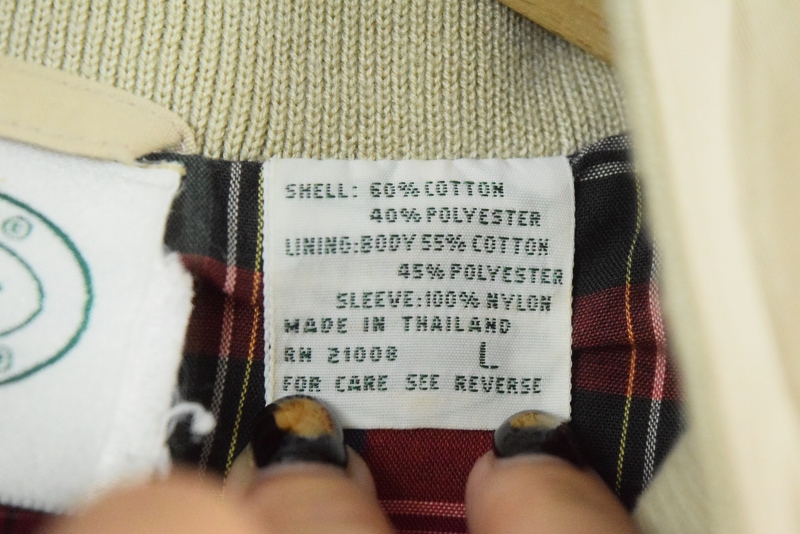 SHELL: 60% COTTON
40% POLYESTER
LINING: BODY 55% COTTON
45% POLYESTER
SLEEVE: 100% NYLON
MADE IN THAILAND
RN 21008 L
FOR CARE SEE REVERSE